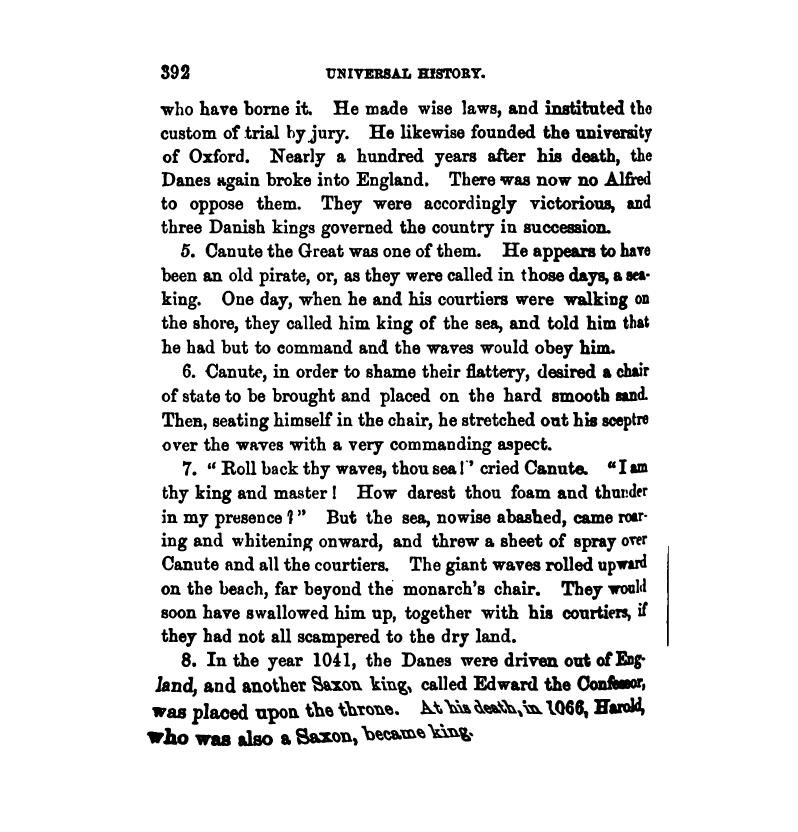 392 UNIVERSAL HISTORY.
who have borne it. He made wise laws, and instituted the
custom of trial by jury. He likewise founded the university
of Oxford. Nearly a hundred years after his death, the
Danes again broke into England. There was now no Alfred
to oppose them. They were accordingly victorious, and
three Danish kings governed the country in succession.
5. Canute the Great was one of them. He appears to have
been an old pirate, or, as they were called in those days, a sea-
king. One day, when he and his courtiers were walking on
the shore, they called him king of the sea, and told him that
he had but to command and the waves would obey him.
6. Canute, in order to shame their flattery, desired a chair
of state to be brought and placed on the hard smooth sand.
Then, seating himself in the chair, he stretched out his sceptre
over the waves with a very commanding aspect.
7. “Roll back thy waves, thou sea!” cried Canute. “I am
thy king and master! How darest thou foam and thunder
in my presence?” But the sea, nowise abashed, came roar-
ing and whitening onward, and threw a sheet of spray over
Canute and all the courtiers. The giant waves rolled upward
on the beach, far beyond the monarch's chair. They would
soon have swallowed him up, together with his courtiers, if
they had not all scampered to the dry land.
8. In the year 1041, the Danes were driven out of Eng-
land, and another Saxon king, called Edward the Confessor,
was placed upon the throne. At his death, in 1066, Harold,
who was also a Saxon, became king.